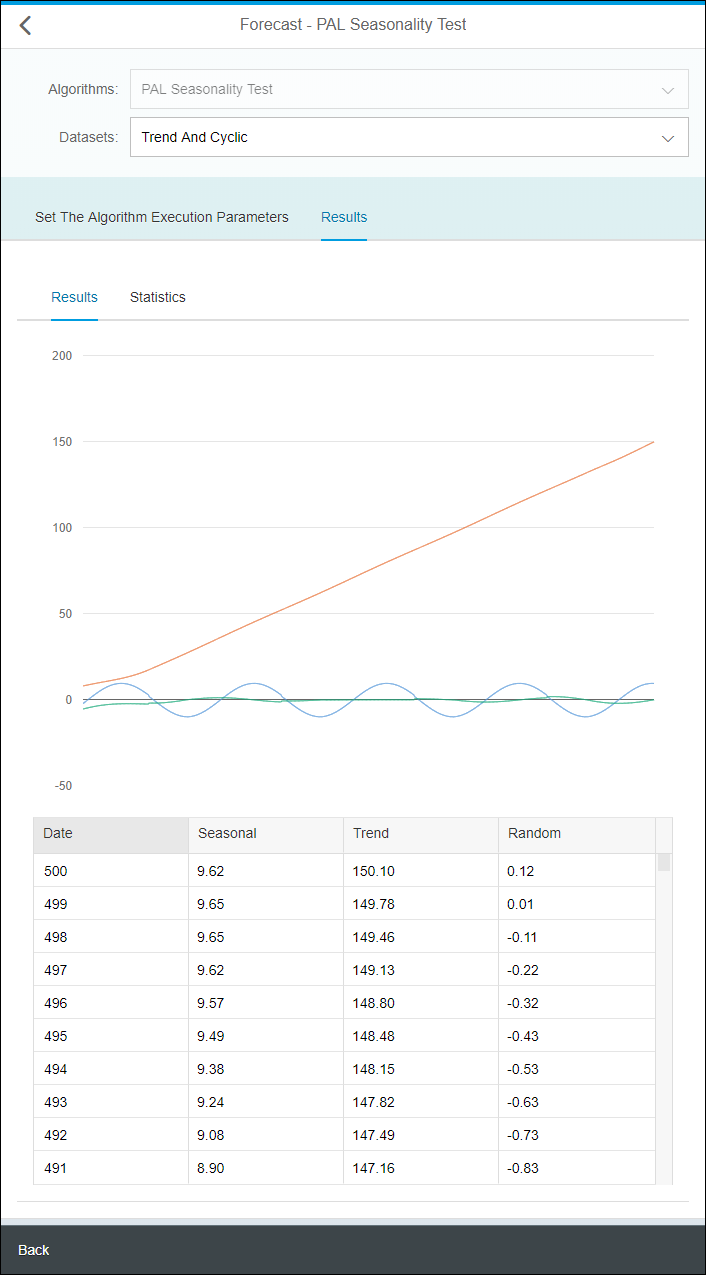 Forecast - PAL Seasonality Test
Algorithms: PAL Seasonality Test
Datasets: Trend And Cyclic
Set The Algorithm Execution Parameters Results
Results Statistics
200
150
100
50
0
-50
Date Seasonal Trend Random
500 9.62 150.10 0.12
499 9.65 149.78 0.01
498 9.65 149.46 -0.11
497 9.62 149.13 -0.22
496 9.57 148.80 -0.32
495 9.49 148.48 -0.43
494 9.38 148.15 -0.53
493 9.24 147.82 -0.63
492 9.08 147.49 -0.73
491 8.90 147.16 -0.83
Back